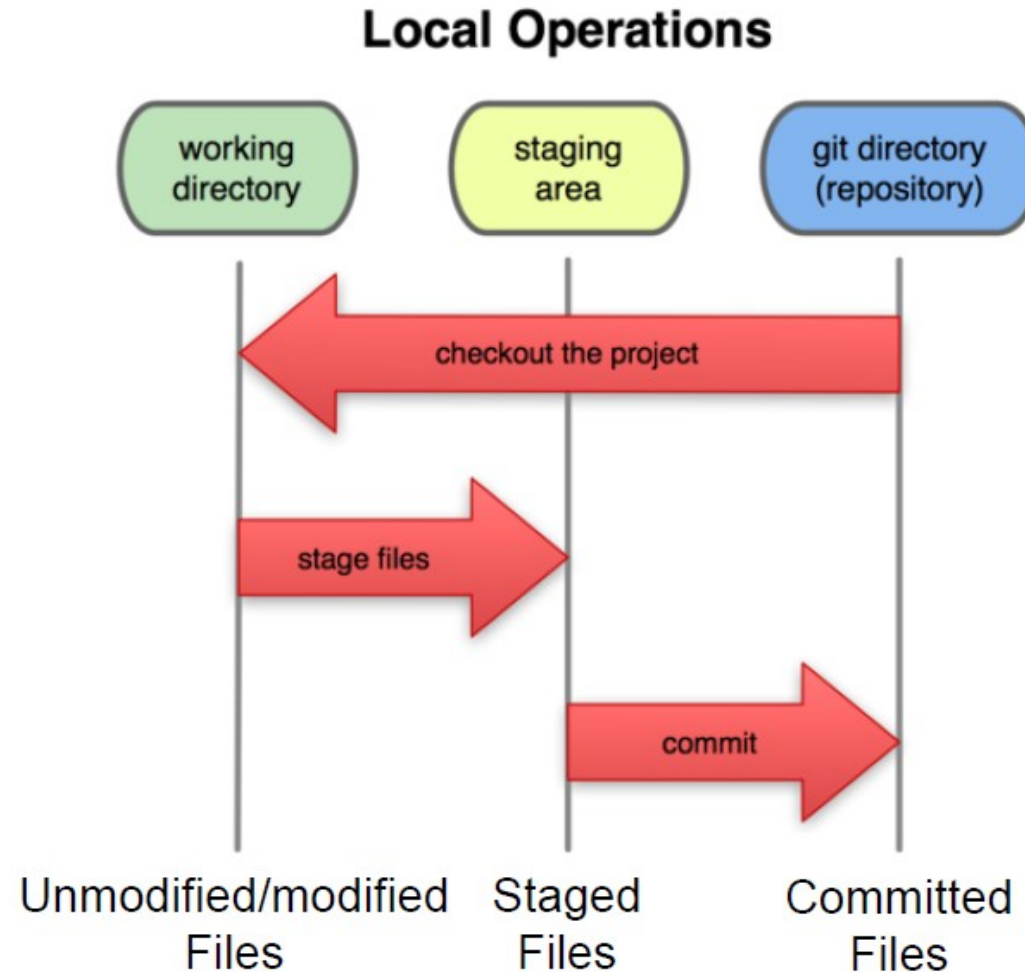 Local Operations
working
directory
staging
area
git directory
(repository)
checkout the project
stage files
commit
Unmodified/modified
Files
Staged
Files
Committed
Files